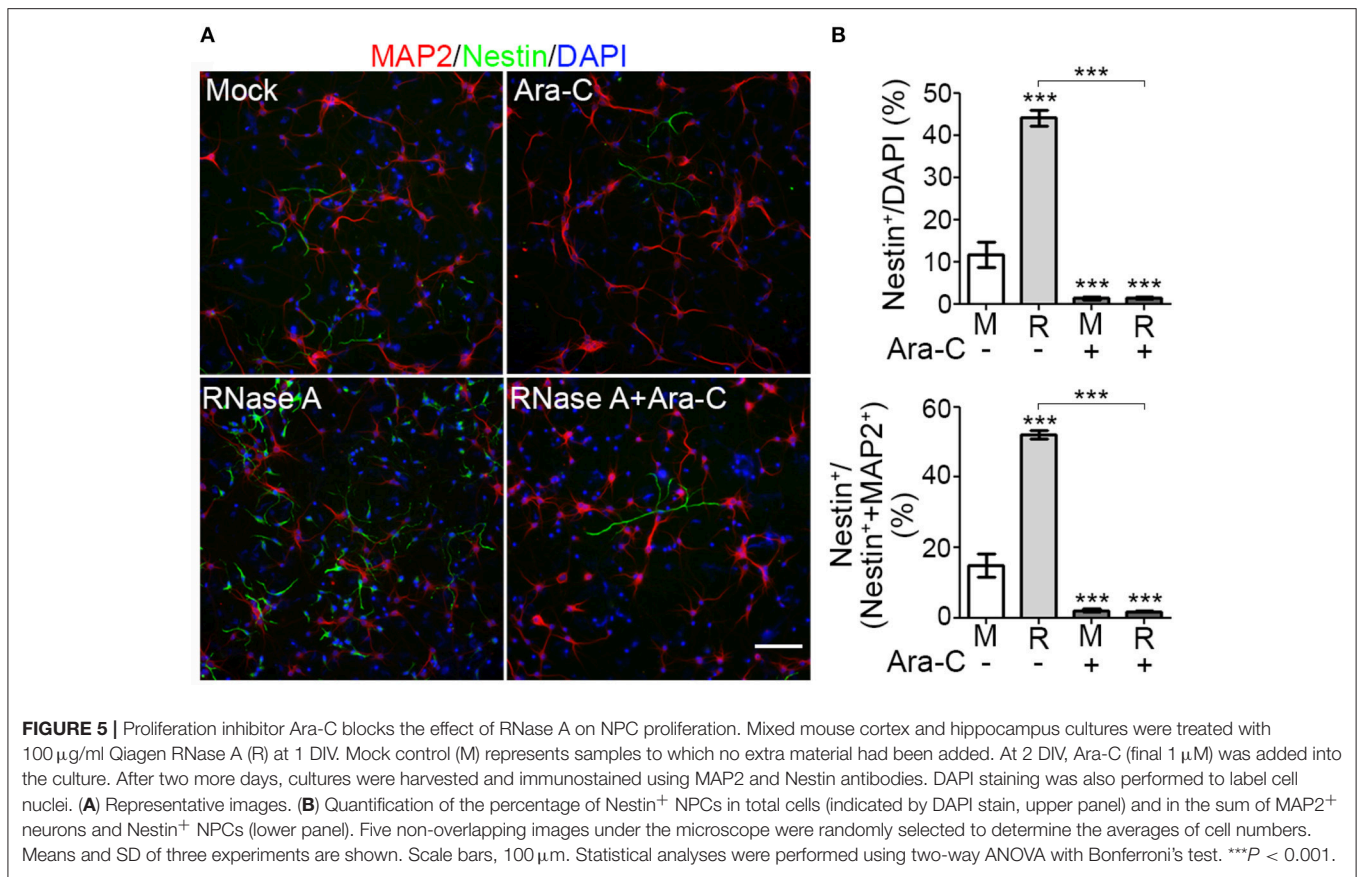 A
MAP2/Nestin/DAPI
Mock
Ara-C
RNase A
RNase A+Ara-C
B
Nestin⁺/DAPI (%)
50
40
30
20
10
0
***
***
***
***
M R M R
Ara-C - - + +
Nestin⁺/
(Nestin⁺+MAP2⁺)
(%)
60
40
20
0
***
***
***
***
M R M R
Ara-C - - + +
FIGURE 5 | Proliferation inhibitor Ara-C blocks the effect of RNase A on NPC proliferation. Mixed mouse cortex and hippocampus cultures were treated with
100 μg/ml Qiagen RNase A (R) at 1 DIV. Mock control (M) represents samples to which no extra material had been added. At 2 DIV, Ara-C (final 1 μM) was added into
the culture. After two more days, cultures were harvested and immunostained using MAP2 and Nestin antibodies. DAPI staining was also performed to label cell
nuclei. (A) Representative images. (B) Quantification of the percentage of Nestin⁺ NPCs in total cells (indicated by DAPI stain, upper panel) and in the sum of MAP2⁺
neurons and Nestin⁺ NPCs (lower panel). Five non-overlapping images under the microscope were randomly selected to determine the averages of cell numbers.
Means and SD of three experiments are shown. Scale bars, 100 μm. Statistical analyses were performed using two-way ANOVA with Bonferroni's test. ***P < 0.001.